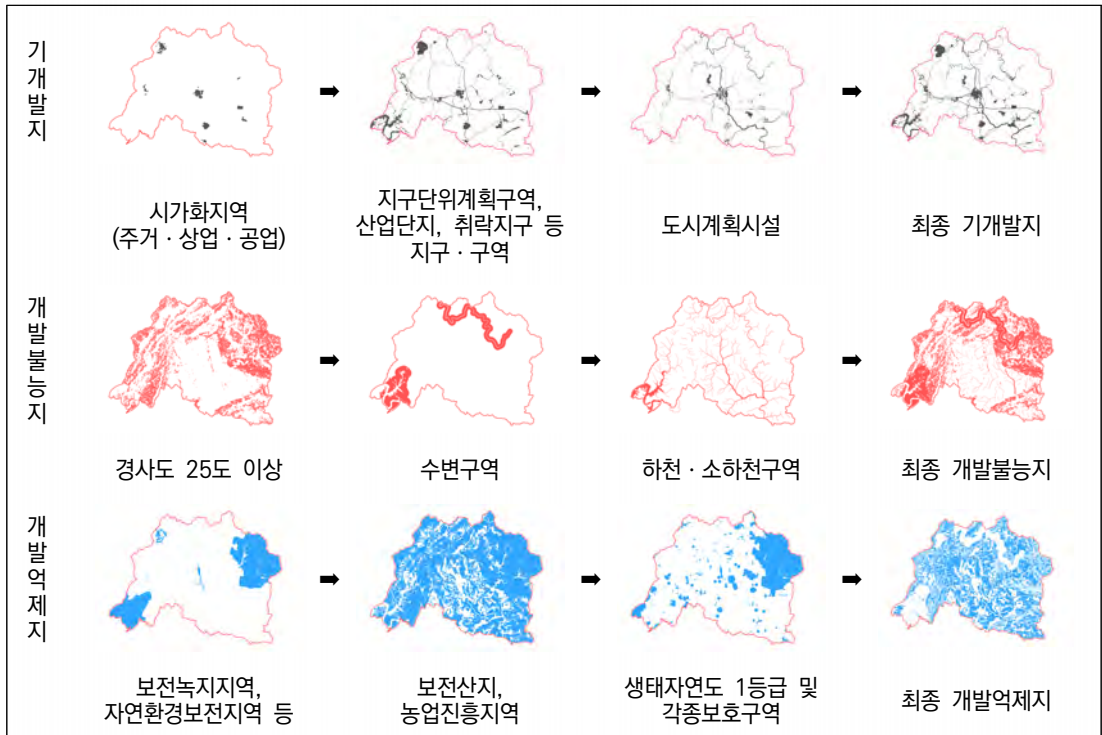 기개발지
➡
➡
➡
시가화지역
(주거 · 상업 · 공업)
지구단위계획구역,
산업단지, 취락지구 등
지구 · 구역
도시계획시설
최종 기개발지
개발불능지
➡
➡
➡
경사도 25도 이상
수변구역
하천 · 소하천구역
최종 개발불능지
개발억제지
➡
➡
➡
보전녹지지역,
자연환경보전지역 등
보전산지,
농업진흥지역
생태자연도 1등급 및
각종보호구역
최종 개발억제지